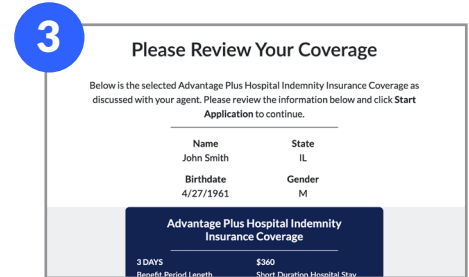 3
Please Review Your Coverage
Below is the selected Advantage Plus Hospital Indemnity Insurance Coverage as
discussed with your agent. Please review the information below and click Start
Application to continue.
Name State
John Smith IL
Birthdate Gender
4/27/1961 M
Advantage Plus Hospital Indemnity
Insurance Coverage
3 DAYS $360
Benefit Period Length Short Duration Hospital Stay